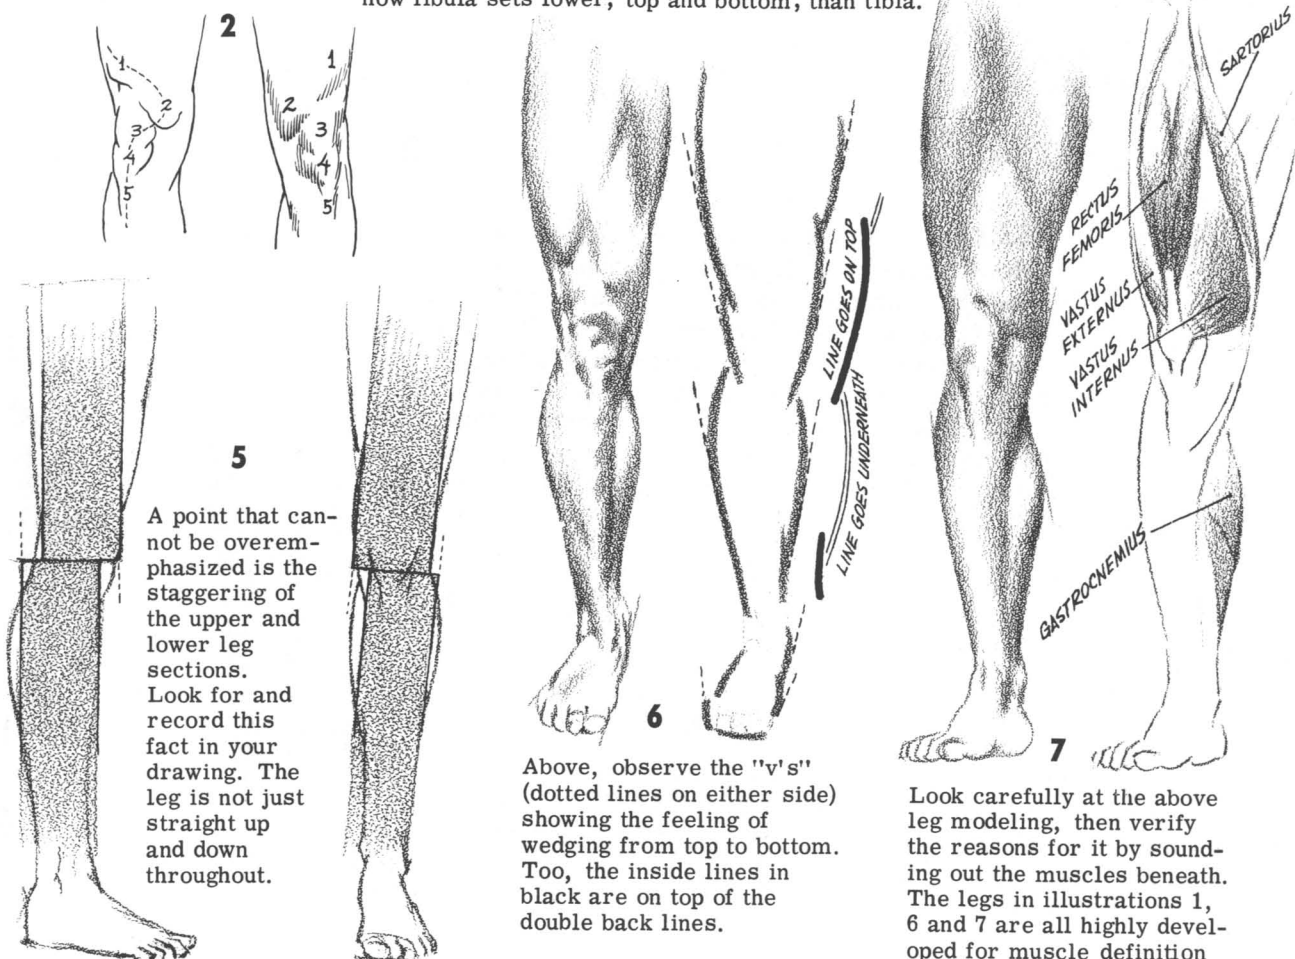 now fibula sets lower, top and bottom, than tibia.
2
1
2
3
4
5
1
2
3
4
5
5
A point that can-
not be overem-
phasized is the
staggering of
the upper and
lower leg
sections.
Look for and
record this
fact in your
drawing. The
leg is not just
straight up
and down
throughout.
LINE GOES ON TOP
LINE GOES UNDERNEATH
6
Above, observe the "v's"
(dotted lines on either side)
showing the feeling of
wedging from top to bottom.
Too, the inside lines in
black are on top of the
double back lines.
SARTORIUS
RECTUS
FEMORIS
VASTUS
EXTERNUS
VASTUS
INTERNUS
GASTROCNEMIUS
7
Look carefully at the above
leg modeling, then verify
the reasons for it by sound-
ing out the muscles beneath.
The legs in illustrations 1,
6 and 7 are all highly devel-
oped for muscle definition